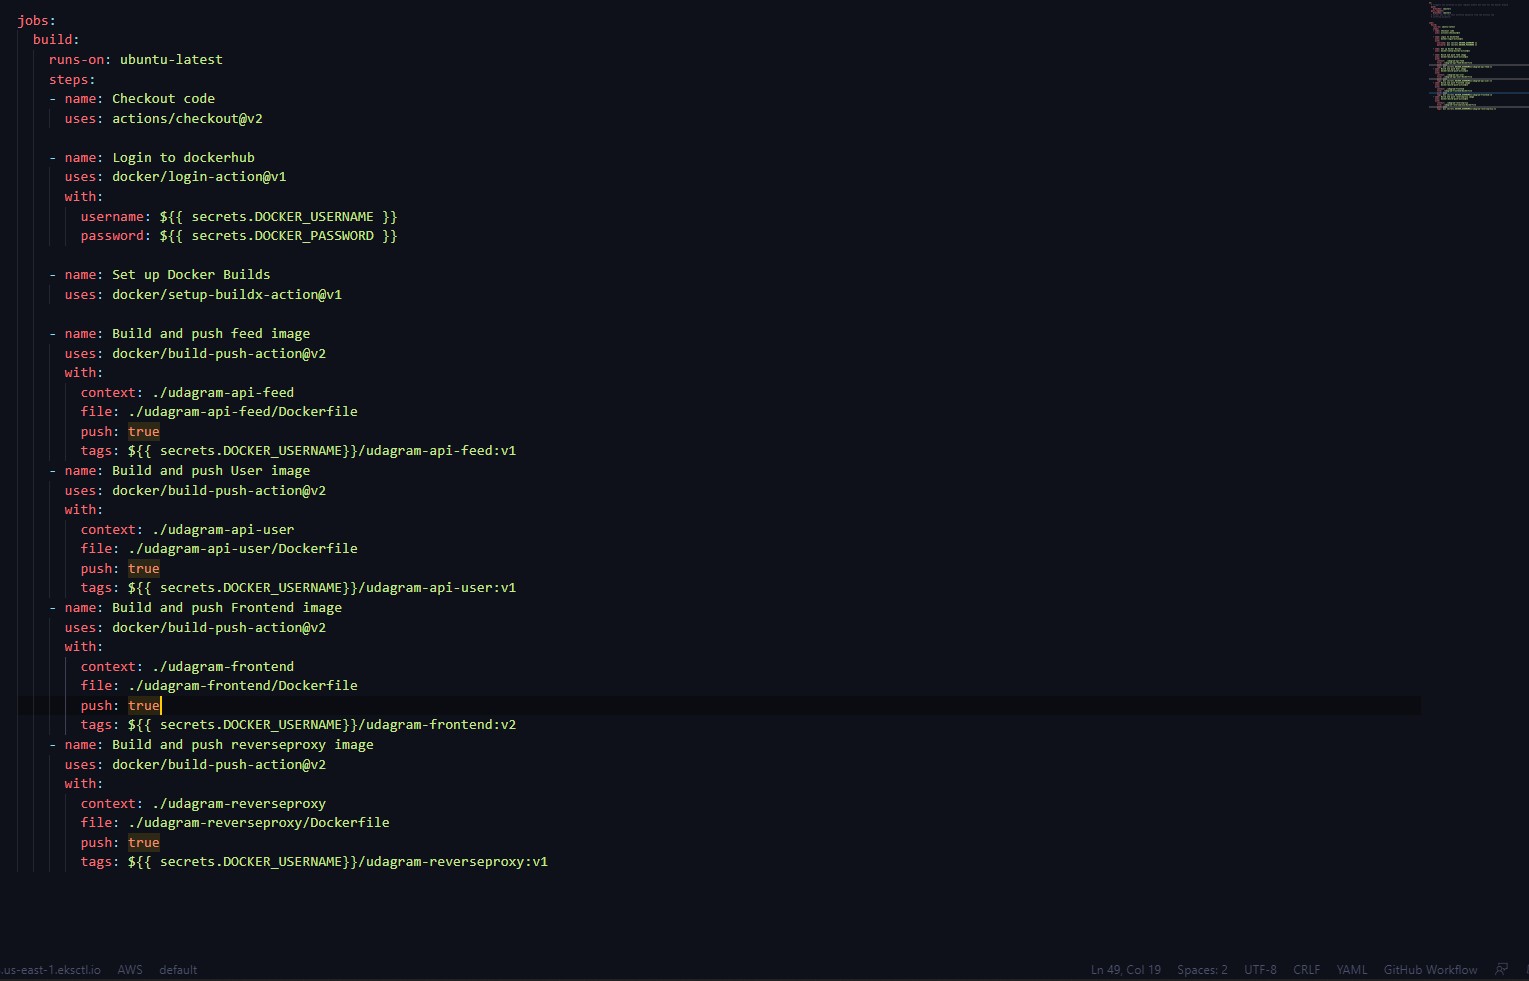 jobs:
  build:
    runs-on: ubuntu-latest
    steps:
    - name: Checkout code
      uses: actions/checkout@v2

    - name: Login to dockerhub
      uses: docker/login-action@v1
      with:
        username: ${{ secrets.DOCKER_USERNAME }}
        password: ${{ secrets.DOCKER_PASSWORD }}

    - name: Set up Docker Builds
      uses: docker/setup-buildx-action@v1

    - name: Build and push feed image
      uses: docker/build-push-action@v2
      with:
        context: ./udagram-api-feed
        file: ./udagram-api-feed/Dockerfile
        push: true
        tags: ${{ secrets.DOCKER_USERNAME}}/udagram-api-feed:v1
    - name: Build and push User image
      uses: docker/build-push-action@v2
      with:
        context: ./udagram-api-user
        file: ./udagram-api-user/Dockerfile
        push: true
        tags: ${{ secrets.DOCKER_USERNAME}}/udagram-api-user:v1
    - name: Build and push Frontend image
      uses: docker/build-push-action@v2
      with:
        context: ./udagram-frontend
        file: ./udagram-frontend/Dockerfile
        push: true
        tags: ${{ secrets.DOCKER_USERNAME}}/udagram-frontend:v2
    - name: Build and push reverseproxy image
      uses: docker/build-push-action@v2
      with:
        context: ./udagram-reverseproxy
        file: ./udagram-reverseproxy/Dockerfile
        push: true
        tags: ${{ secrets.DOCKER_USERNAME}}/udagram-reverseproxy:v1
.us-east-1.eksctl.io AWS default Ln 49, Col 19 Spaces: 2 UTF-8 CRLF YAML GitHub Workflow